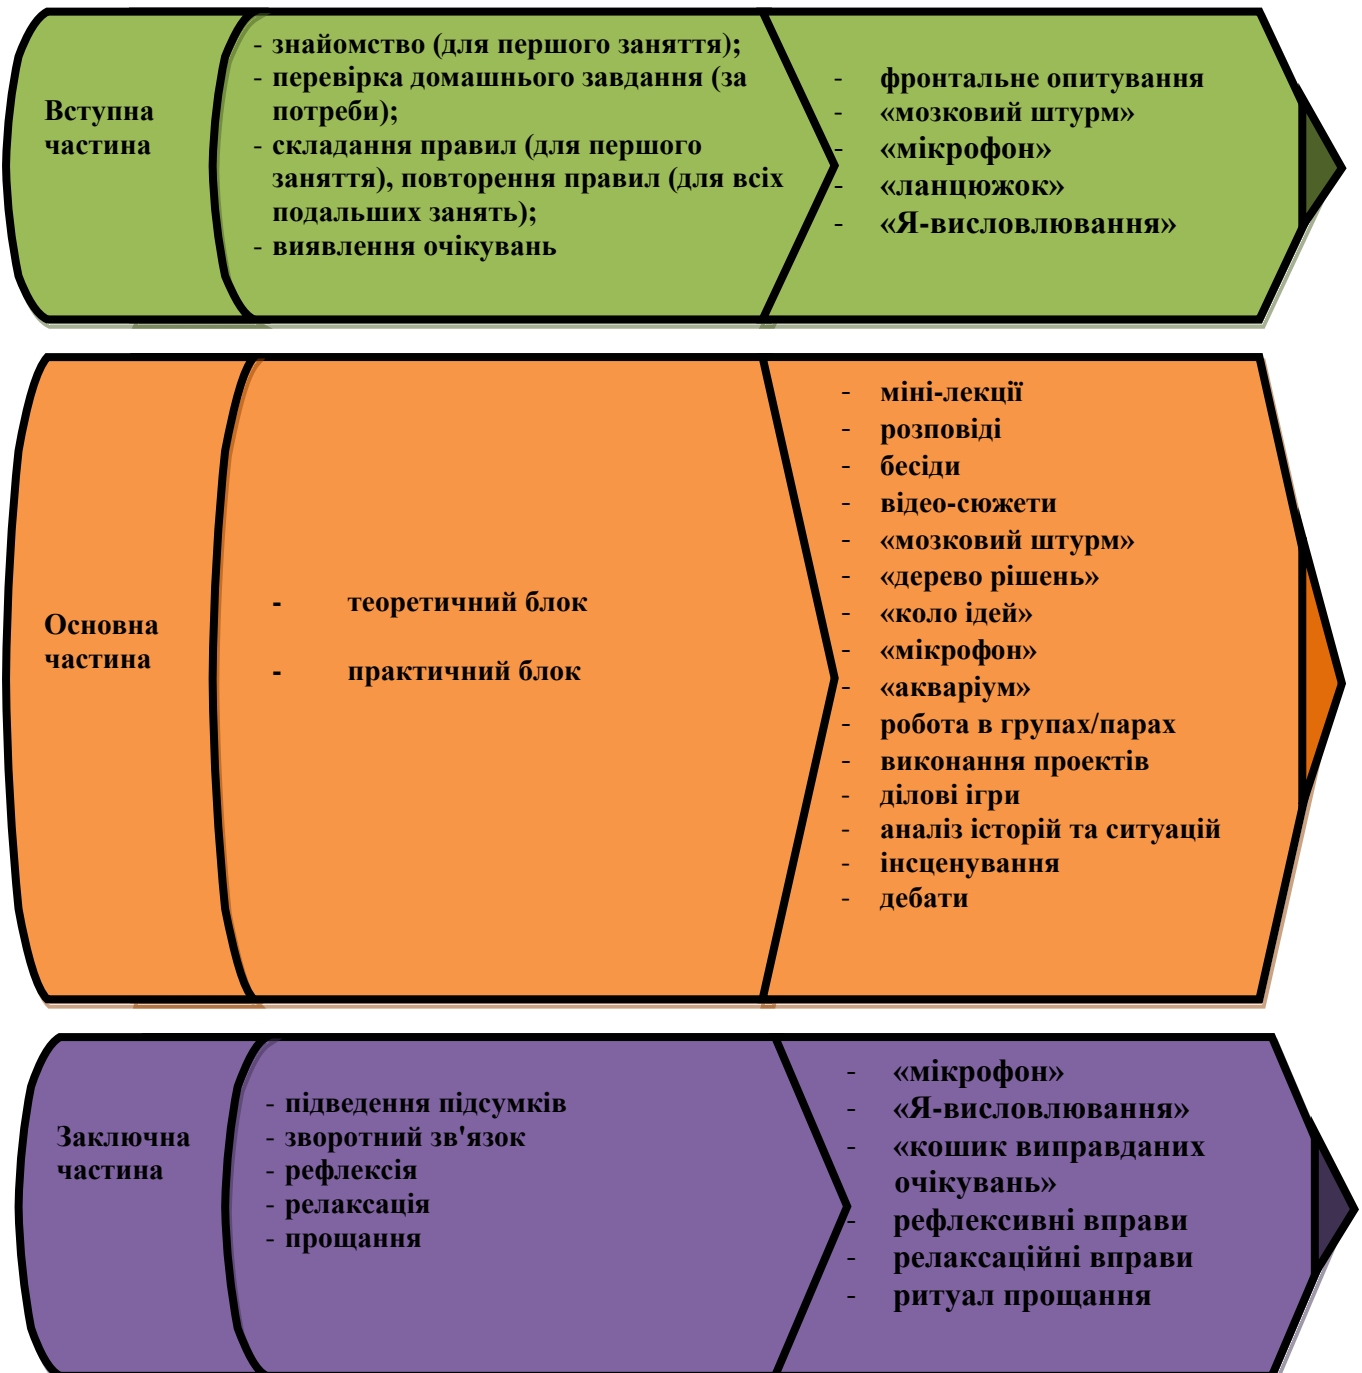 Вступна
частина
- знайомство (для першого заняття);
- перевірка домашнього завдання (за
потреби);
- складання правил (для першого
заняття), повторення правил (для всіх
подальших занять);
- виявлення очікувань
- фронтальне опитування
- «мозковий штурм»
- «мікрофон»
- «ланцюжок»
- «Я-висловлювання»
Основна
частина
- теоретичний блок
- практичний блок
- міні-лекції
- розповіді
- бесіди
- відео-сюжети
- «мозковий штурм»
- «дерево рішень»
- «коло ідей»
- «мікрофон»
- «акваріум»
- робота в групах/парах
- виконання проектів
- ділові ігри
- аналіз історій та ситуацій
- інсценування
- дебати
Заключна
частина
- підведення підсумків
- зворотний зв'язок
- рефлексія
- релаксація
- прощання
- «мікрофон»
- «Я-висловлювання»
- «кошик виправданих
очікувань»
- рефлексивні вправи
- релаксаційні вправи
- ритуал прощання